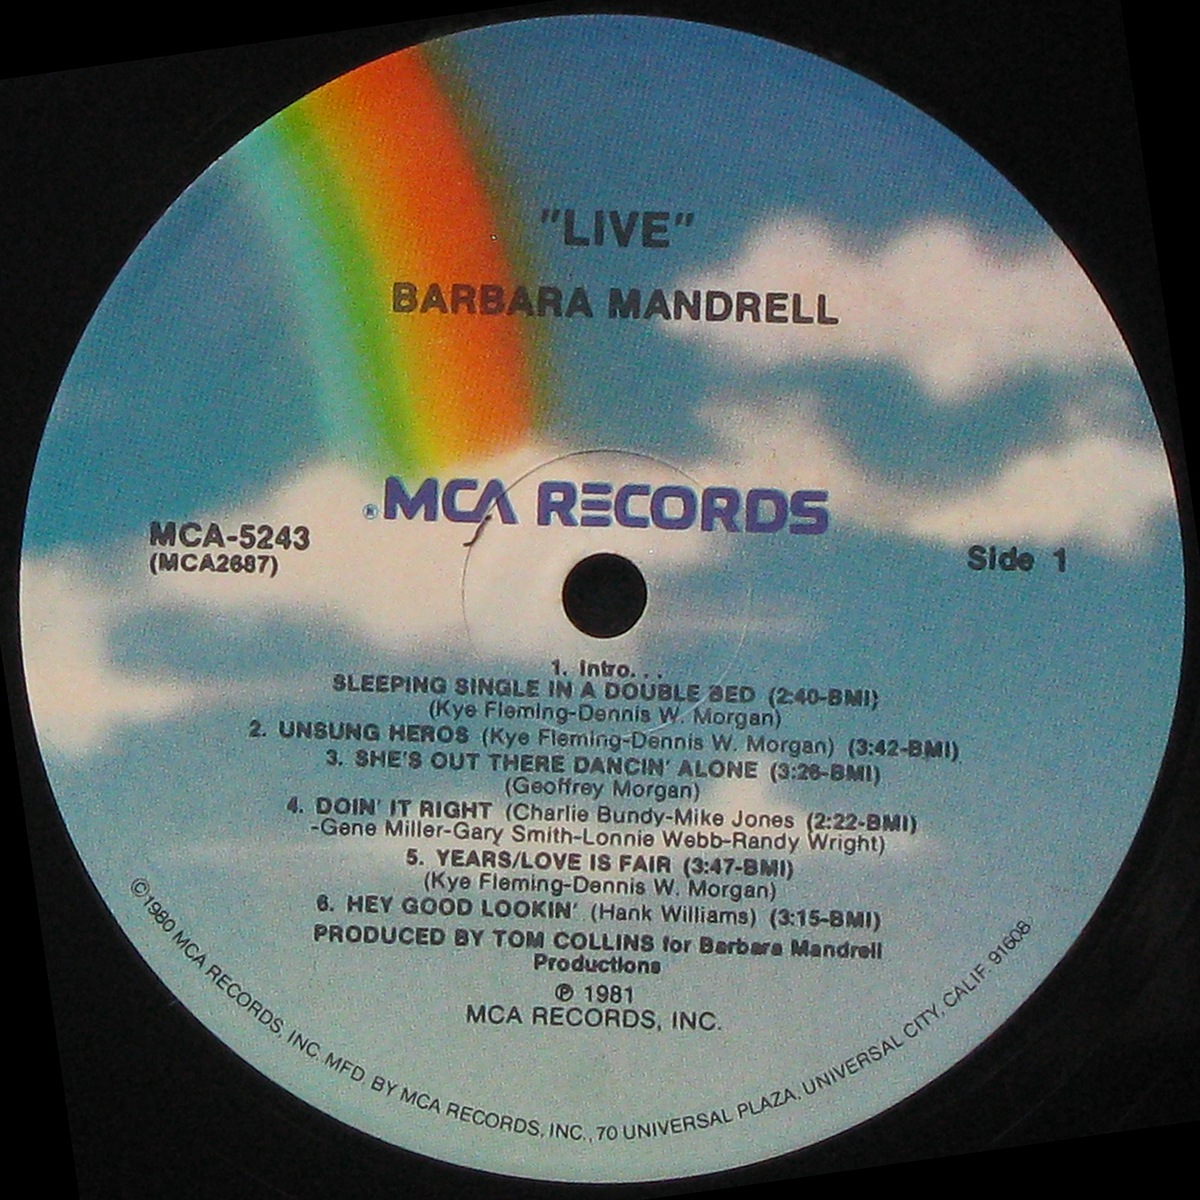 "LIVE"
BARBARA MANDRELL
®MCA RECORDS
MCA-5243
(MCA2687)
Side 1
1. Intro. . .
SLEEPING SINGLE IN A DOUBLE BED (2:40-BMI)
(Kye Fleming-Dennis W. Morgan)
2. UNSUNG HEROS (Kye Fleming-Dennis W. Morgan) (3:42-BMI)
3. SHE'S OUT THERE DANCIN' ALONE (3:26-BMI)
(Geoffrey Morgan)
4. DOIN' IT RIGHT (Charlie Bundy-Mike Jones (2:22-BMI)
-Gene Miller-Gary Smith-Lonnie Webb-Randy Wright)
5. YEARS/LOVE IS FAIR (3:47-BMI)
(Kye Fleming-Dennis W. Morgan)
6. HEY GOOD LOOKIN' (Hank Williams) (3:15-BMI)
PRODUCED BY TOM COLLINS for Barbara Mandrell
Productions
℗ 1981
MCA RECORDS, INC.
©1980 MCA RECORDS, INC. MFD. BY MCA RECORDS, INC., 70 UNIVERSAL PLAZA, UNIVERSAL CITY, CALIF. 91608